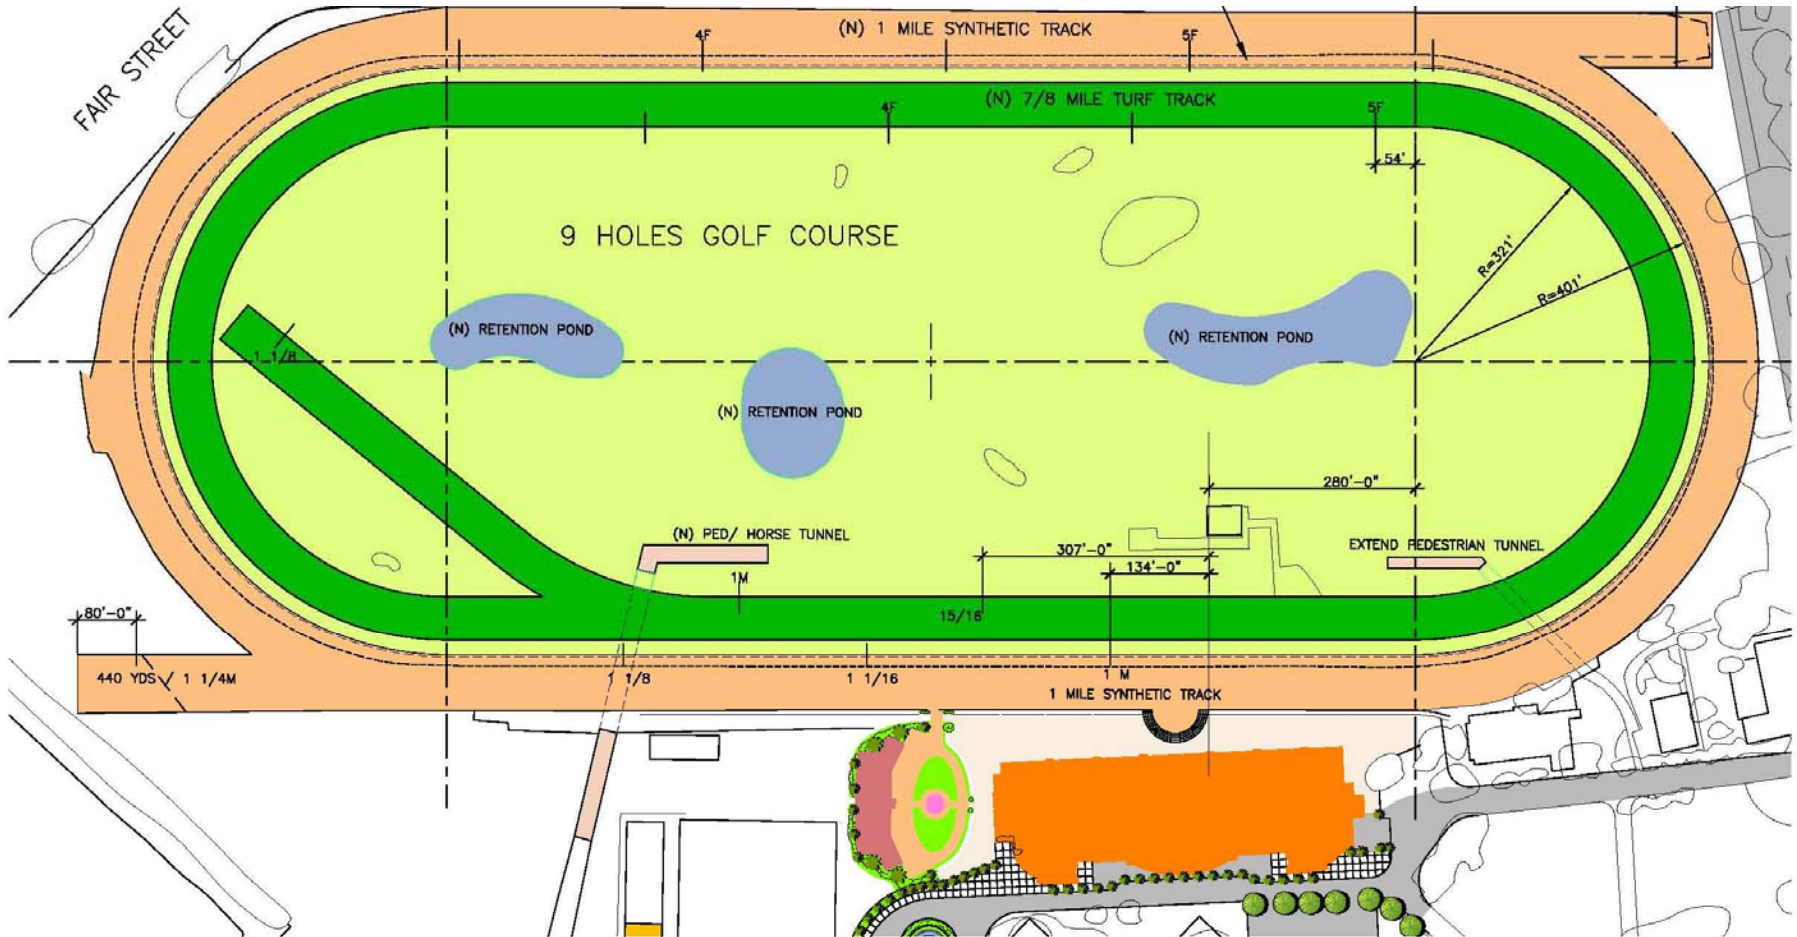 FAIR STREET
(N) 1 MILE SYNTHETIC TRACK
4F
5F
(N) 7/8 MILE TURF TRACK
4F
5F
54'
9 HOLES GOLF COURSE
R=321'
R=401'
(N) RETENTION POND
(N) RETENTION POND
1 1/8
(N) RETENTION POND
280'-0"
(N) PED/ HORSE TUNNEL
307'-0"
EXTEND PEDESTRIAN TUNNEL
134'-0"
1M
80'-0"
15/16
440 YDS / 1 1/4M
1 1/8
1 1/16
1 M
1 MILE SYNTHETIC TRACK